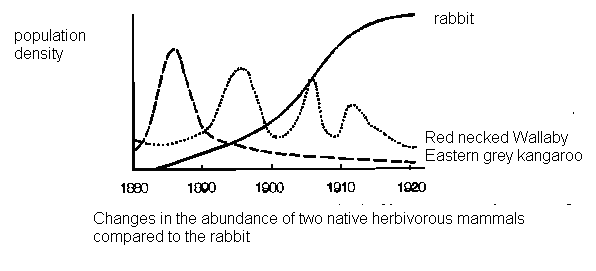 population
density
rabbit
Red necked Wallaby
Eastern grey kangaroo
1880 1890 1900 1910 1920
Changes in the abundance of two native herbivorous mammals
compared to the rabbit